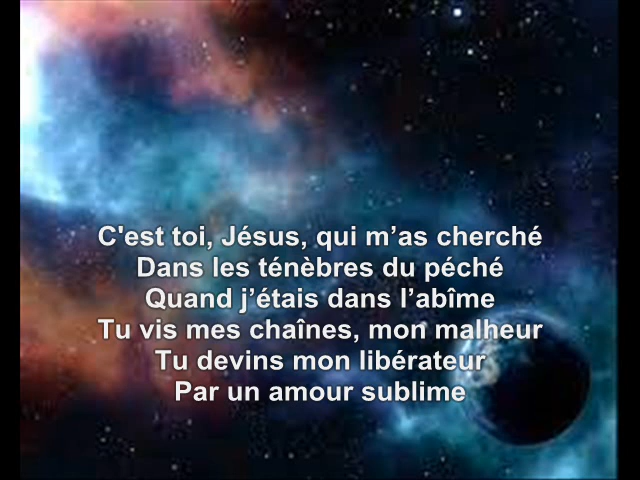 C'est toi, Jésus, qui m’as cherché
Dans les ténèbres du péché
Quand j’étais dans l’abîme
Tu vis mes chaînes, mon malheur
Tu devins mon libérateur
Par un amour sublime